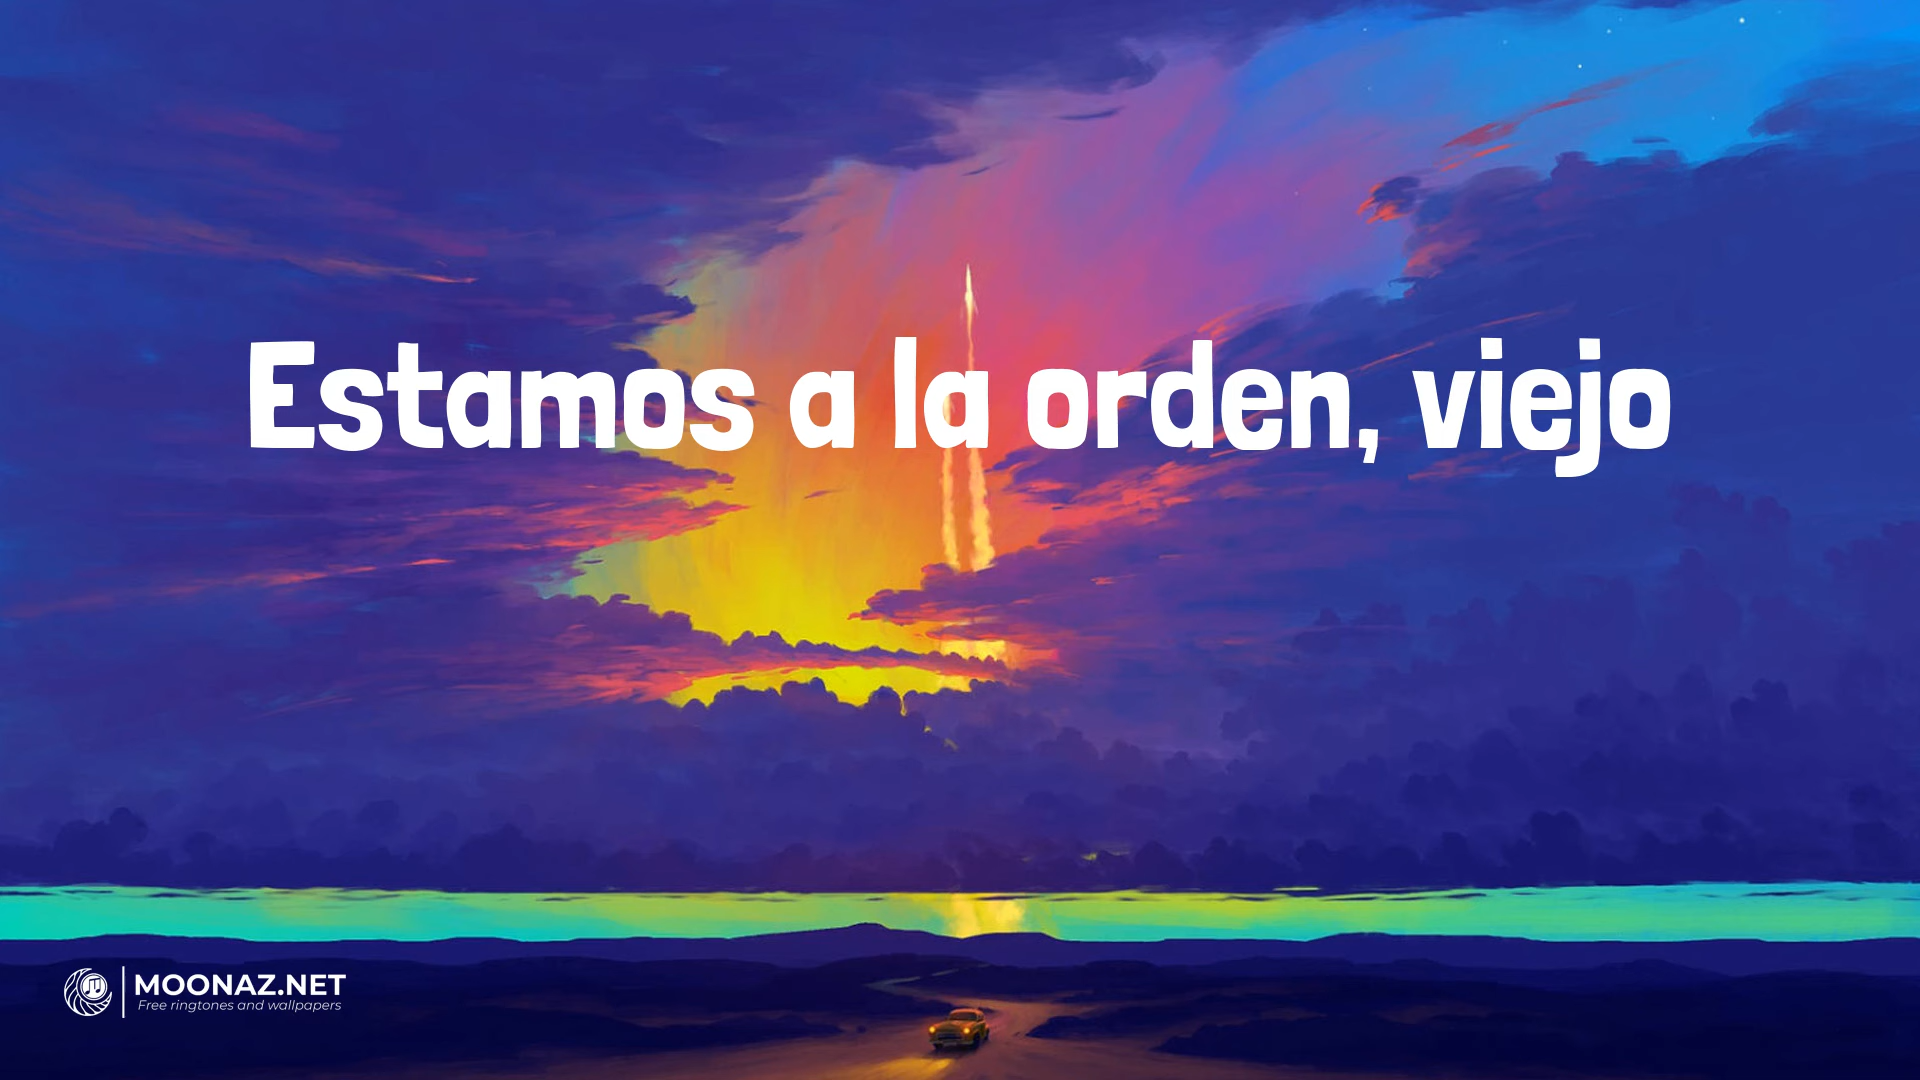 Estamos a la orden, viejo
MOONAZ.NET
Free ringtones and wallpapers